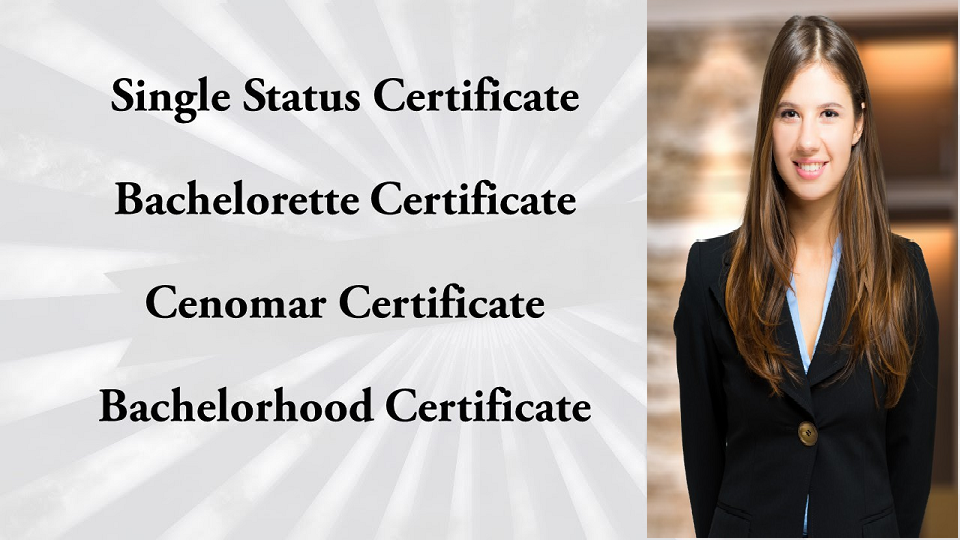 Single Status Certificate
Bachelorette Certificate
Cenomar Certificate
Bachelorhood Certificate